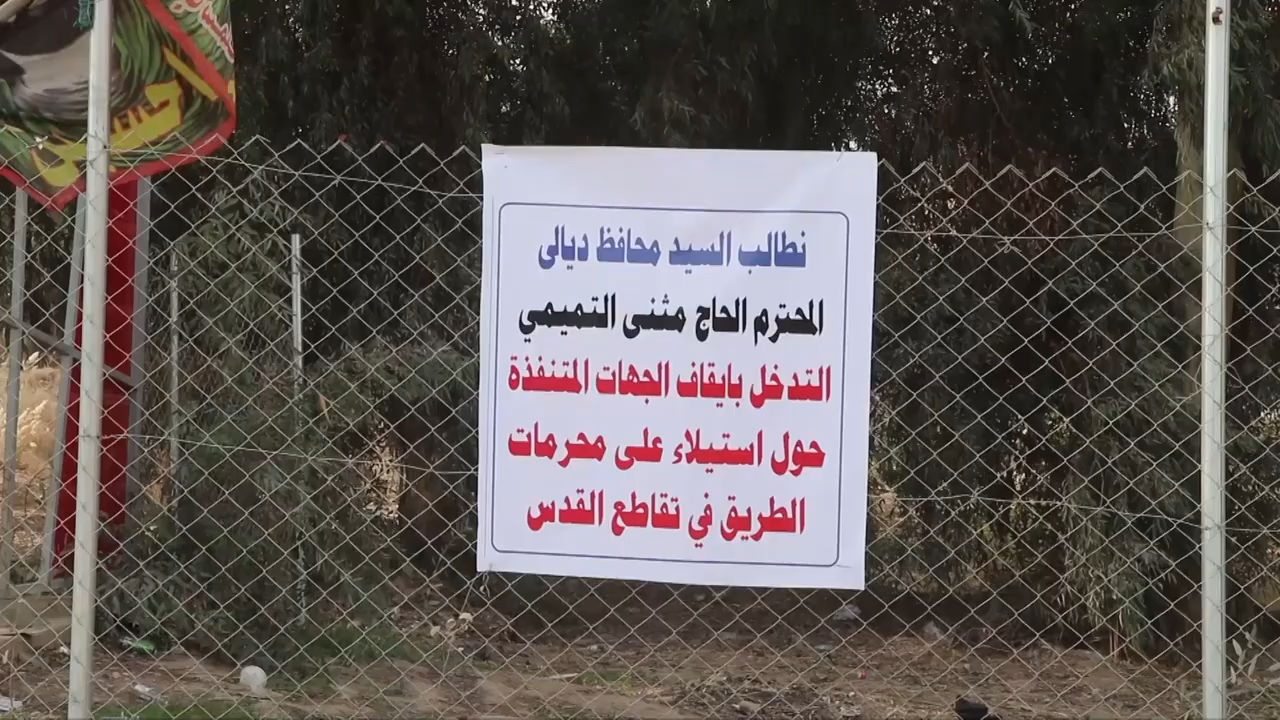 نطالب السيد محافظ ديالى
المحترم الحاج مثنى التميمي
التدخل بايقاف الجهات المتنفذة
حول استيلاء على محرمات
الطريق في تقاطع القدس